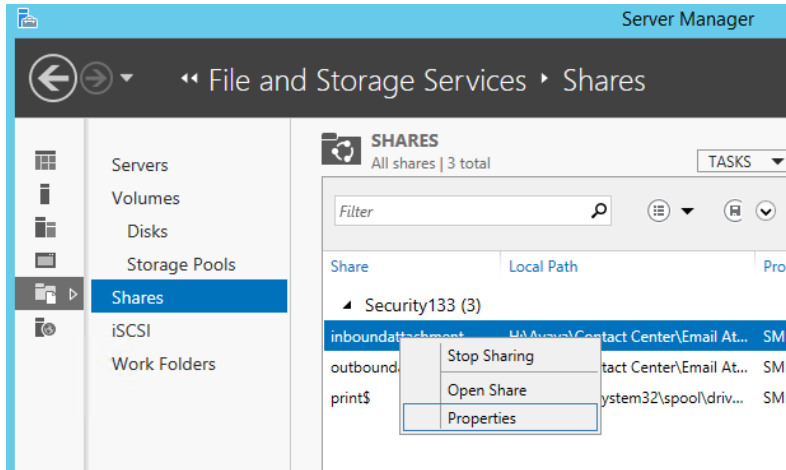 Server Manager
File and Storage Services ‣ Shares
SHARES
All shares | 3 total
TASKS
Servers
Volumes
Disks
Storage Pools
Shares
iSCSI
Work Folders
Filter
Share Local Path Pro
Security133 (3)
inboundattachment H:\Avaya\Contact Center\Email At... SM
outbound tact Center\Email At... SM
print$ ystem32\spool\driv... SM
Stop Sharing
Open Share
Properties